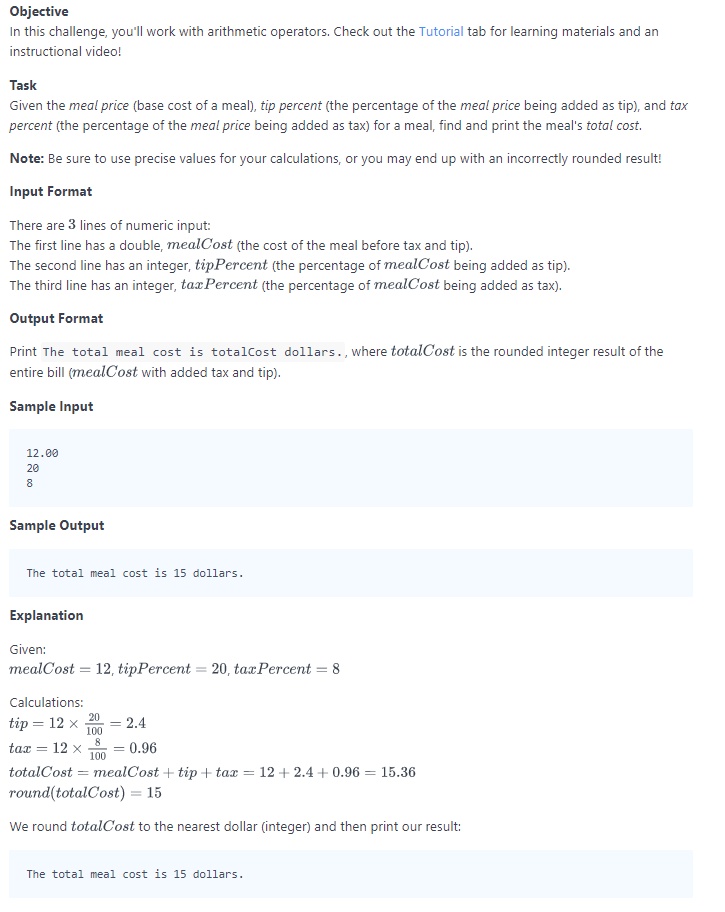 Objective
In this challenge, you'll work with arithmetic operators. Check out the Tutorial tab for learning materials and an
instructional video!
Task
Given the meal price (base cost of a meal), tip percent (the percentage of the meal price being added as tip), and tax
percent (the percentage of the meal price being added as tax) for a meal, find and print the meal's total cost.
Note: Be sure to use precise values for your calculations, or you may end up with an incorrectly rounded result!
Input Format
There are 3 lines of numeric input:
The first line has a double, mealCost (the cost of the meal before tax and tip).
The second line has an integer, tipPercent (the percentage of mealCost being added as tip).
The third line has an integer, taxPercent (the percentage of mealCost being added as tax).
Output Format
Print The total meal cost is totalCost dollars., where totalCost is the rounded integer result of the
entire bill (mealCost with added tax and tip).
Sample Input
12.00
20
8
Sample Output
The total meal cost is 15 dollars.
Explanation
Given:
mealCost = 12, tipPercent = 20, taxPercent = 8
Calculations:
tip = 12 × 20/100 = 2.4
tax = 12 × 8/100 = 0.96
totalCost = mealCost + tip + tax = 12 + 2.4 + 0.96 = 15.36
round(totalCost) = 15
We round totalCost to the nearest dollar (integer) and then print our result:
The total meal cost is 15 dollars.